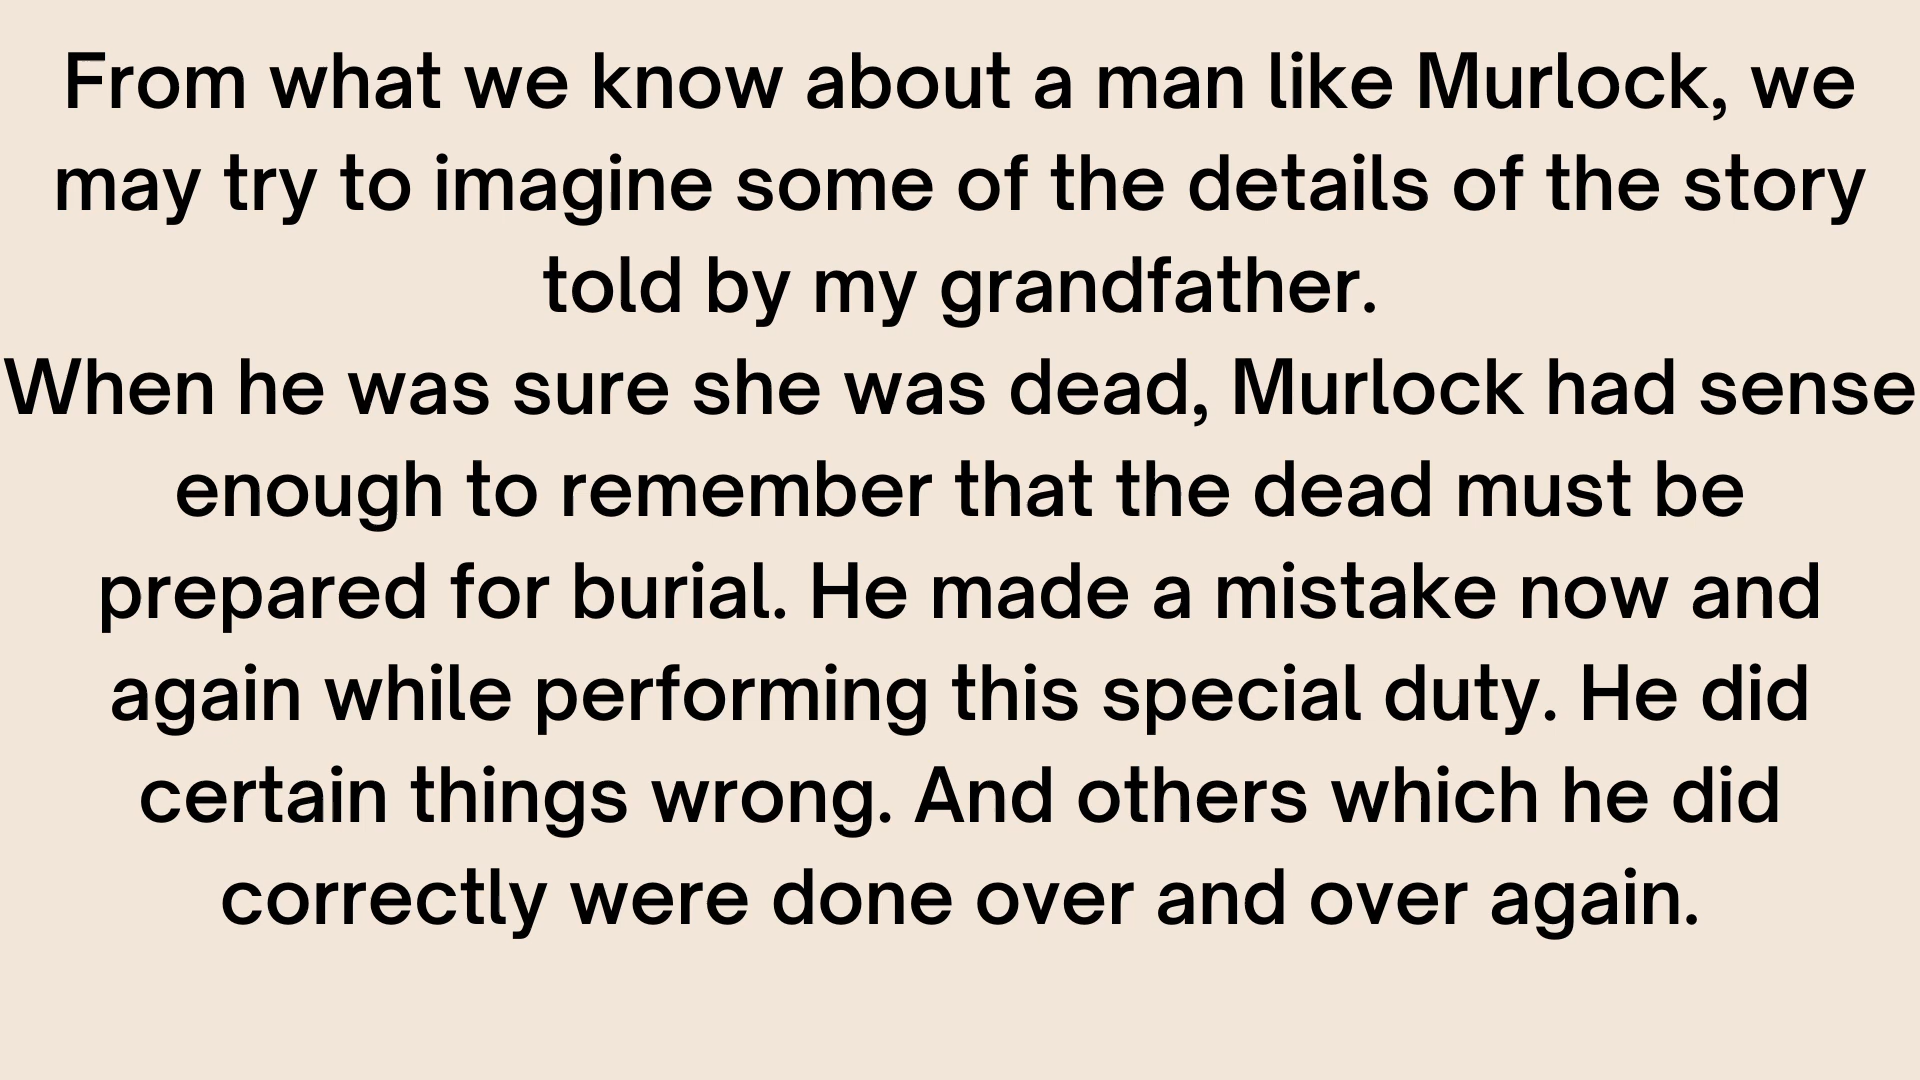 From what we know about a man like Murlock, we
may try to imagine some of the details of the story
told by my grandfather.
When he was sure she was dead, Murlock had sense
enough to remember that the dead must be
prepared for burial. He made a mistake now and
again while performing this special duty. He did
certain things wrong. And others which he did
correctly were done over and over again.